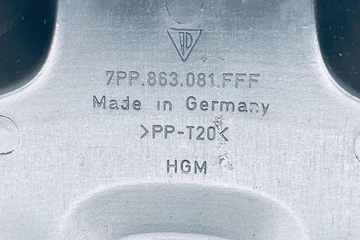 7PP.863.081.FFF
Made in Germany
>PP-T20<
HGM